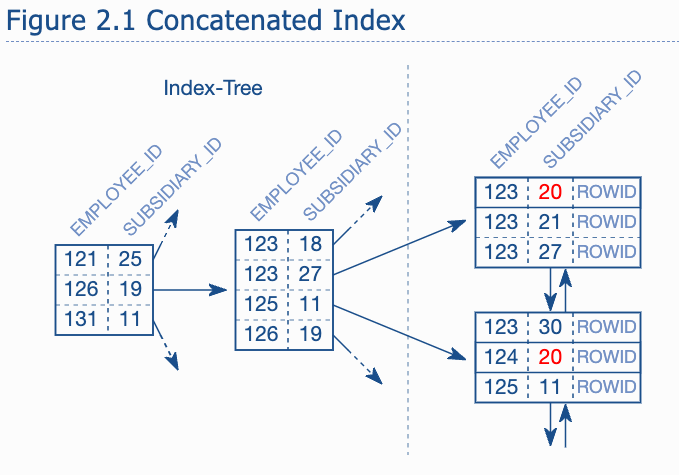 Figure 2.1 Concatenated Index
Index-Tree
EMPLOYEE_ID
SUBSIDIARY_ID
121 25
126 19
131 11
EMPLOYEE_ID
SUBSIDIARY_ID
123 18
123 27
125 11
126 19
EMPLOYEE_ID
SUBSIDIARY_ID
123 20 ROWID
123 21 ROWID
123 27 ROWID
123 30 ROWID
124 20 ROWID
125 11 ROWID